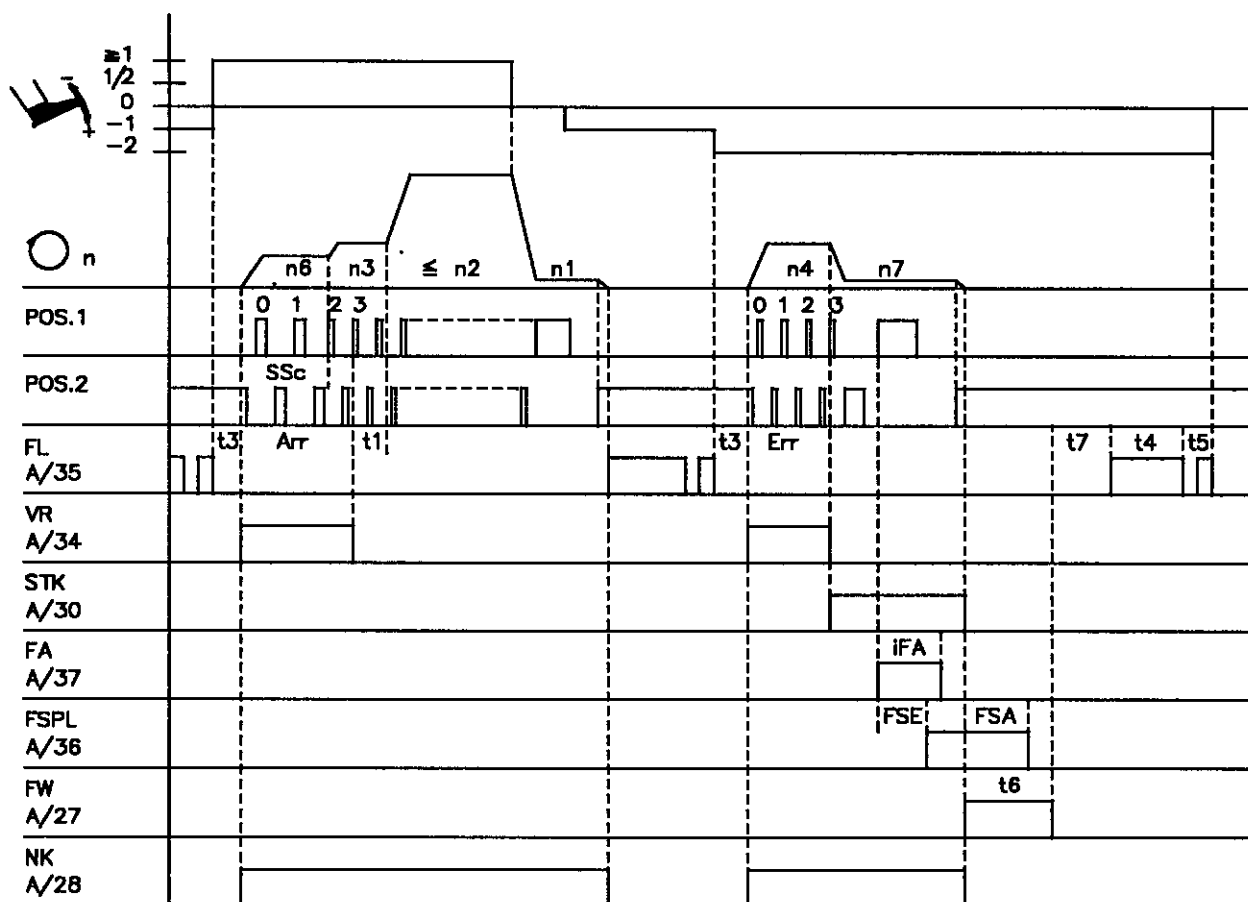 ≧1
1/2
0
-1
-2
-
+
n
n6 n3 ≦ n2 n1 n4 n7
POS.1
0 1 2 3 0 1 2 3
POS.2
SSc
FL
A/35
t3 Arr t1 t3 Err t7 t4 t5
VR
A/34
STK
A/30
FA
A/37
iFA
FSPL
A/36
FSE FSA
FW
A/27
t6
NK
A/28